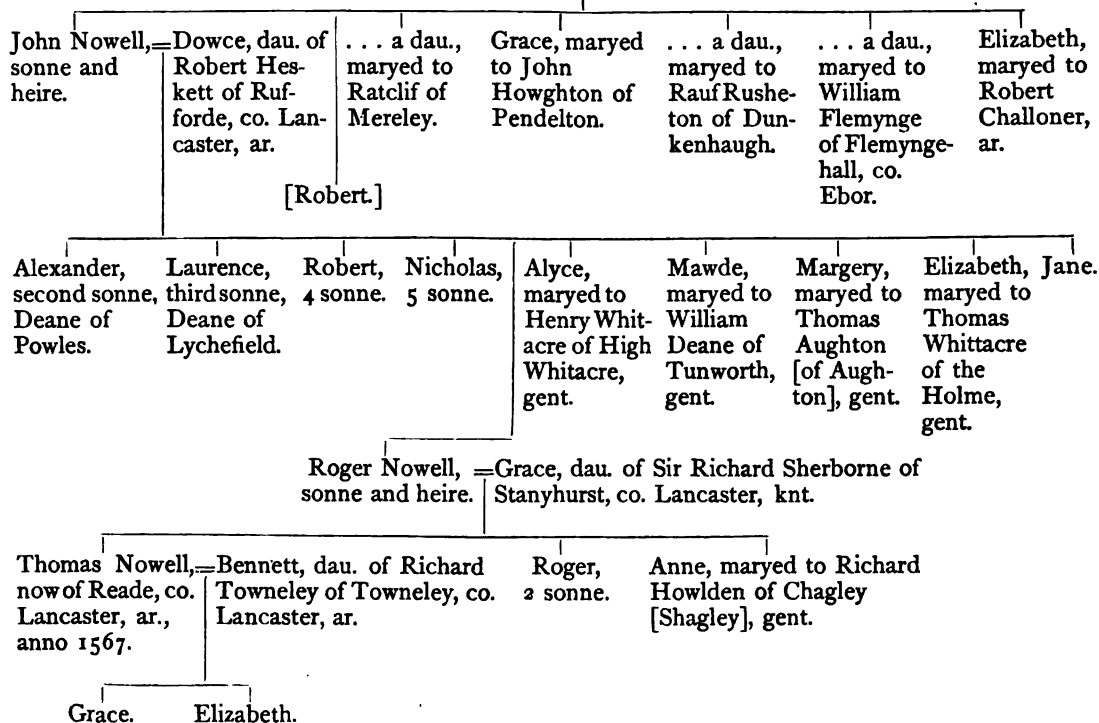 John Nowell,=
sonne and
heire.
Dowce, dau. of
Robert Hes-
kett of Ruf-
forde, co. Lan-
caster, ar.
. . . a dau.,
maryed to
Ratclif of
Mereley.
Grace, maryed
to John
Howghton of
Pendelton.
. . . a dau.,
maryed to
Rauf Rushe-
ton of Dun-
kenhaugh.
. . . a dau.,
maryed to
William
Flemynge
of Flemynge-
hall, co.
Ebor.
Elizabeth,
maryed to
Robert
Challoner,
ar.
[Robert.]
Alexander,
second sonne,
Deane of
Powles.
Laurence,
third sonne,
Deane of
Lychefield.
Robert,
4 sonne.
Nicholas,
5 sonne.
Alyce,
maryed to
Henry Whit-
acre of High
Whitacre,
gent.
Mawde,
maryed to
William
Deane of
Tunworth,
gent.
Margery,
maryed to
Thomas
Aughton
[of Augh-
ton], gent.
Elizabeth,
maryed to
Thomas
Whittacre
of the
Holme,
gent.
Jane.
Roger Nowell, =
sonne and heire.
Grace, dau. of Sir Richard Sherborne of
Stanyhurst, co. Lancaster, knt.
Thomas Nowell,=
now of Reade, co.
Lancaster, ar.,
anno 1567.
Bennett, dau. of Richard
Towneley of Towneley, co.
Lancaster, ar.
Roger,
2 sonne.
Anne, maryed to Richard
Howlden of Chagley
[Shagley], gent.
Grace.
Elizabeth.